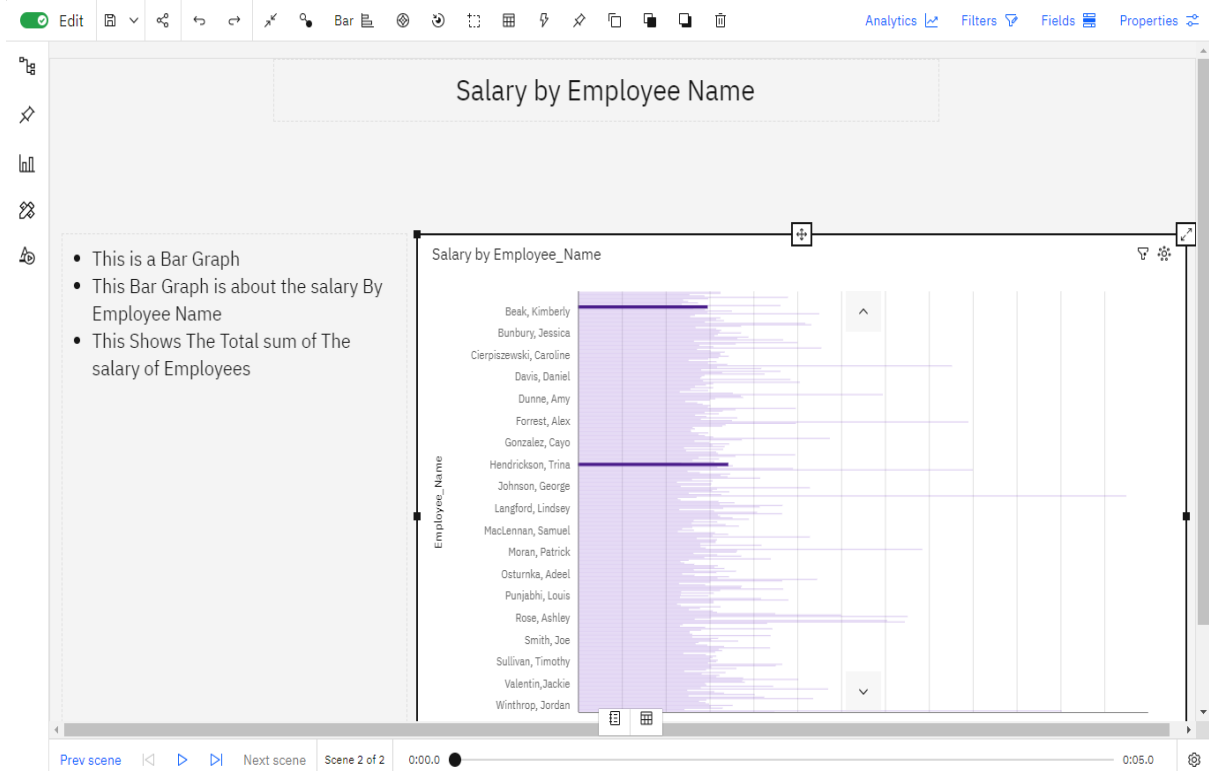 Edit
Bar
Analytics
Filters
Fields
Properties
Salary by Employee Name
This is a Bar Graph
This Bar Graph is about the salary By
Employee Name
This Shows The Total sum of The
salary of Employees
Salary by Employee_Name
Employee_Name
Beak, Kimberly
Bunbury, Jessica
Cierpiszewski, Caroline
Davis, Daniel
Dunne, Amy
Forrest, Alex
Gonzalez, Cayo
Hendrickson, Trina
Johnson, George
Langford, Lindsey
MacLennan, Samuel
Moran, Patrick
Osturnka, Adeel
Punjabhi, Louis
Rose, Ashley
Smith, Joe
Sullivan, Timothy
Valentin,Jackie
Winthrop, Jordan
Prev scene
Next scene
Scene 2 of 2
0:00.0
0:05.0